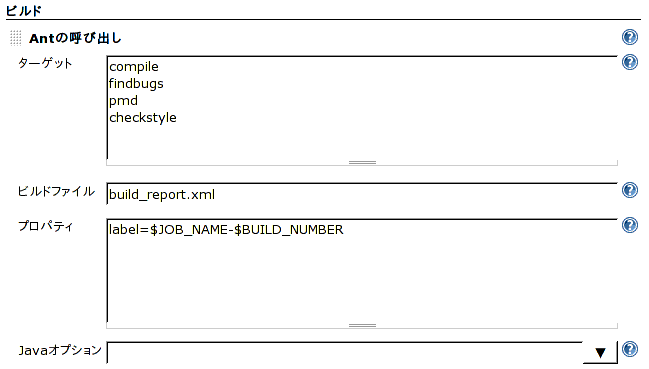 ビルド
Antの呼び出し
ターゲット
compile
findbugs
pmd
checkstyle
ビルドファイル
build_report.xml
プロパティ
label=$JOB_NAME-$BUILD_NUMBER
Javaオプション